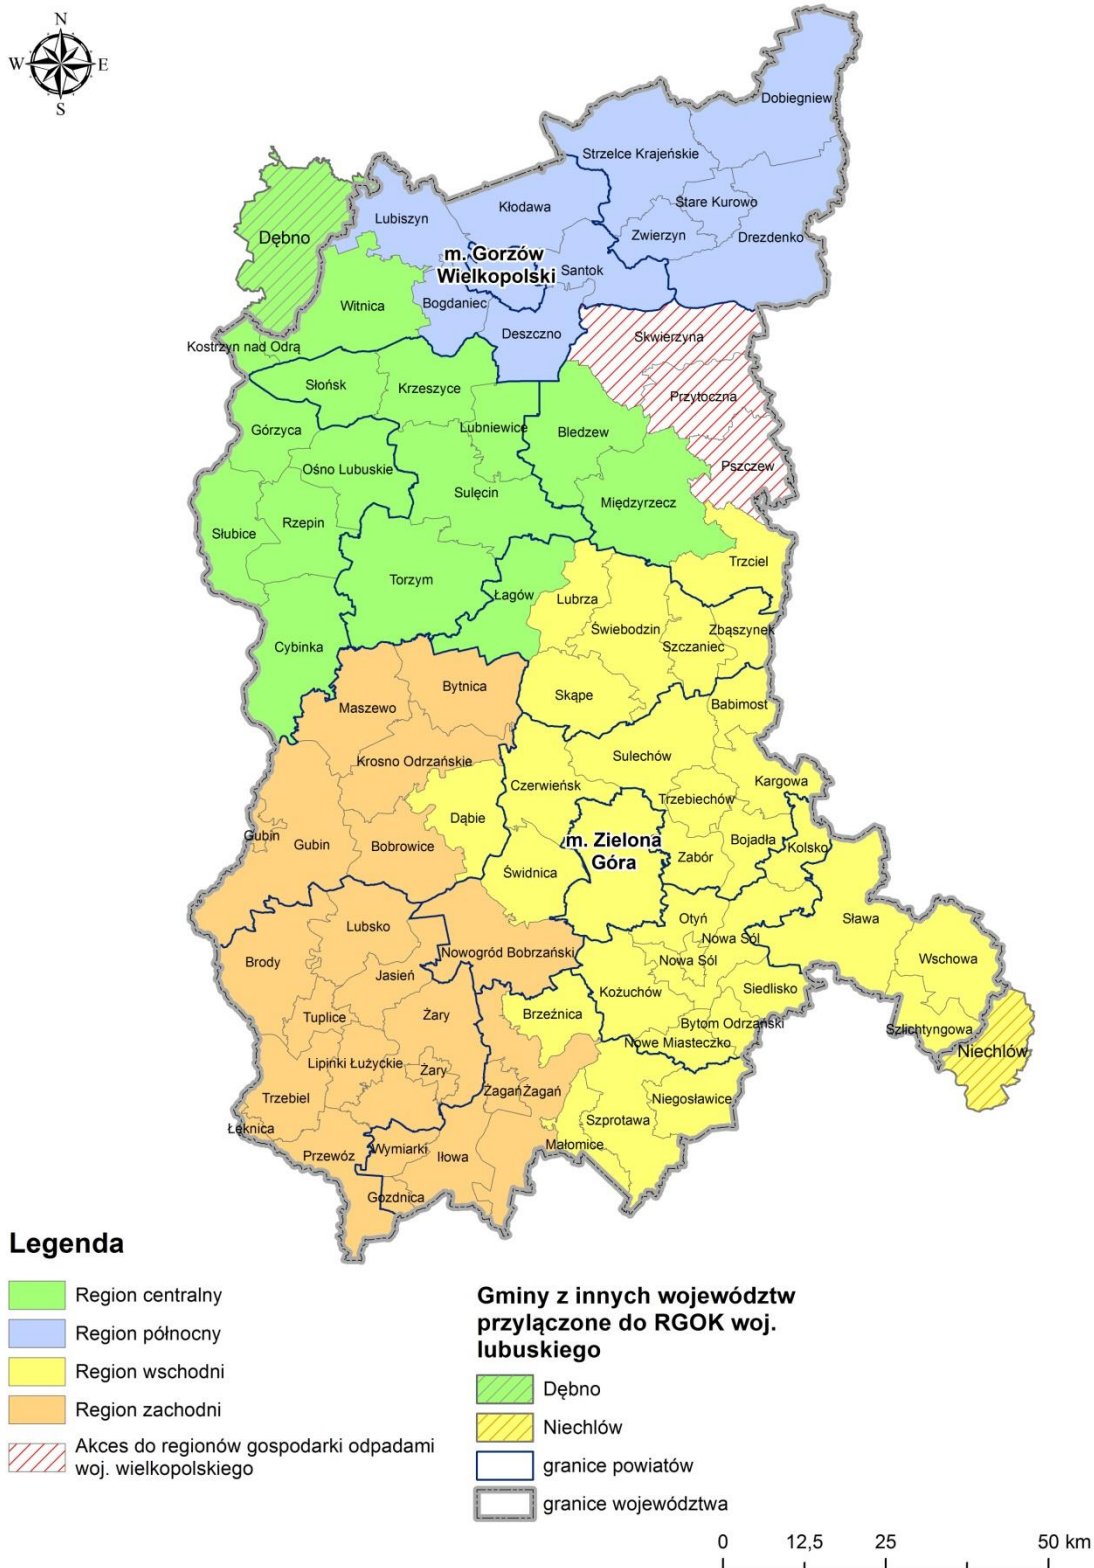 N
W E
S
Dobiegniew
Strzelce Krajeńskie
Stare Kurowo
Kłodawa
Lubiszyn
Zwierzyn
Drezdenko
Dębno
m. Gorzów
Wielkopolski
Santok
Bogdaniec
Witnica
Deszczno
Skwierzyna
Kostrzyn nad Odrą
Słońsk
Krzeszyce
Przytoczna
Lubniewice
Górzyca
Bledzew
Ośno Lubuskie
Pszczew
Sulęcin
Międzyrzecz
Rzepin
Słubice
Trzciel
Torzym
Łagów
Lubrza
Świebodzin
Zbąszynek
Szczaniec
Cybinka
Bytnica
Skąpe
Maszewo
Babimost
Krosno Odrzańskie
Sulechów
Czerwieńsk
Kargowa
Trzebiechów
Dąbie
Gubin
Gubin
Bobrowice
m. Zielona
Góra
Bojadła
Kolsko
Zabór
Świdnica
Otyń
Sława
Lubsko
Nowa Sól
Nowogród Bobrzański
Nowa Sól
Brody
Wschowa
Jasień
Kożuchów
Siedlisko
Tuplice
Żary
Brzeźnica
Bytom Odrzański
Szlichtyngowa
Nowe Miasteczko
Niechlów
Lipinki Łużyckie
Żary
Trzebiel
Żagań
Żagań
Niegosławice
Szprotawa
Łęknica
Małomice
Przewóz
Wymiarki
Iłowa
Gozdnica
Legenda
Region centralny
Region północny
Region wschodni
Region zachodni
Akces do regionów gospodarki odpadami
woj. wielkopolskiego
Gminy z innych województw
przyłączone do RGOK woj.
lubuskiego
Dębno
Niechlów
granice powiatów
granice województwa
0 12,5 25 50 km